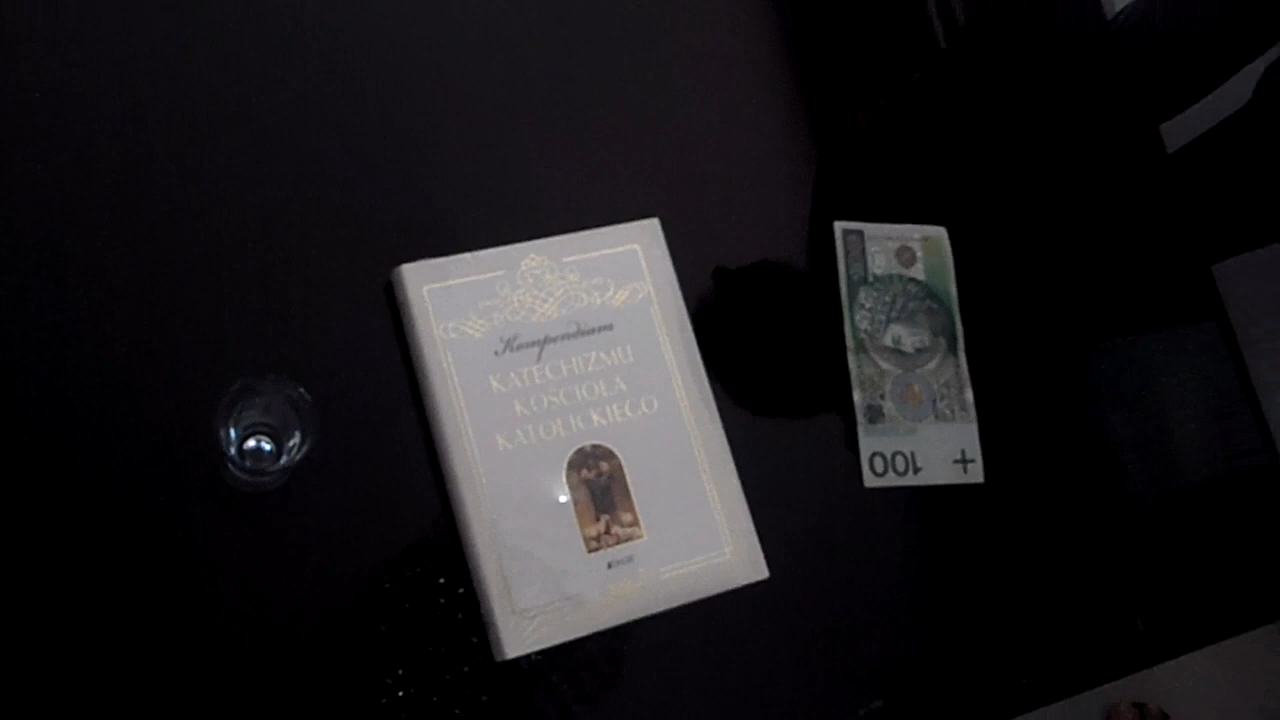 Kompendium
KATECHIZMU
KOŚCIOŁA
KATOLICKIEGO
100